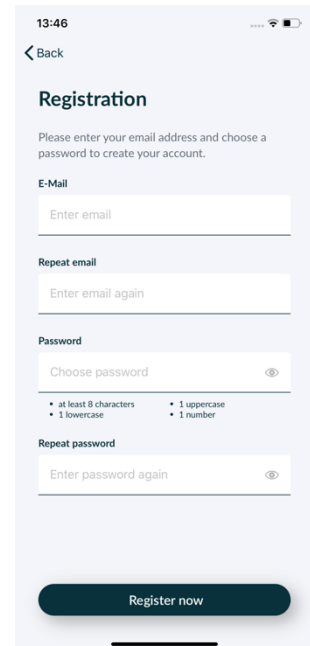 13:46
Back
Registration
Please enter your email address and choose a
password to create your account.
E-Mail
Enter email
Repeat email
Enter email again
Password
Choose password
• at least 8 characters • 1 uppercase
• 1 lowercase • 1 number
Repeat password
Enter password again
Register now